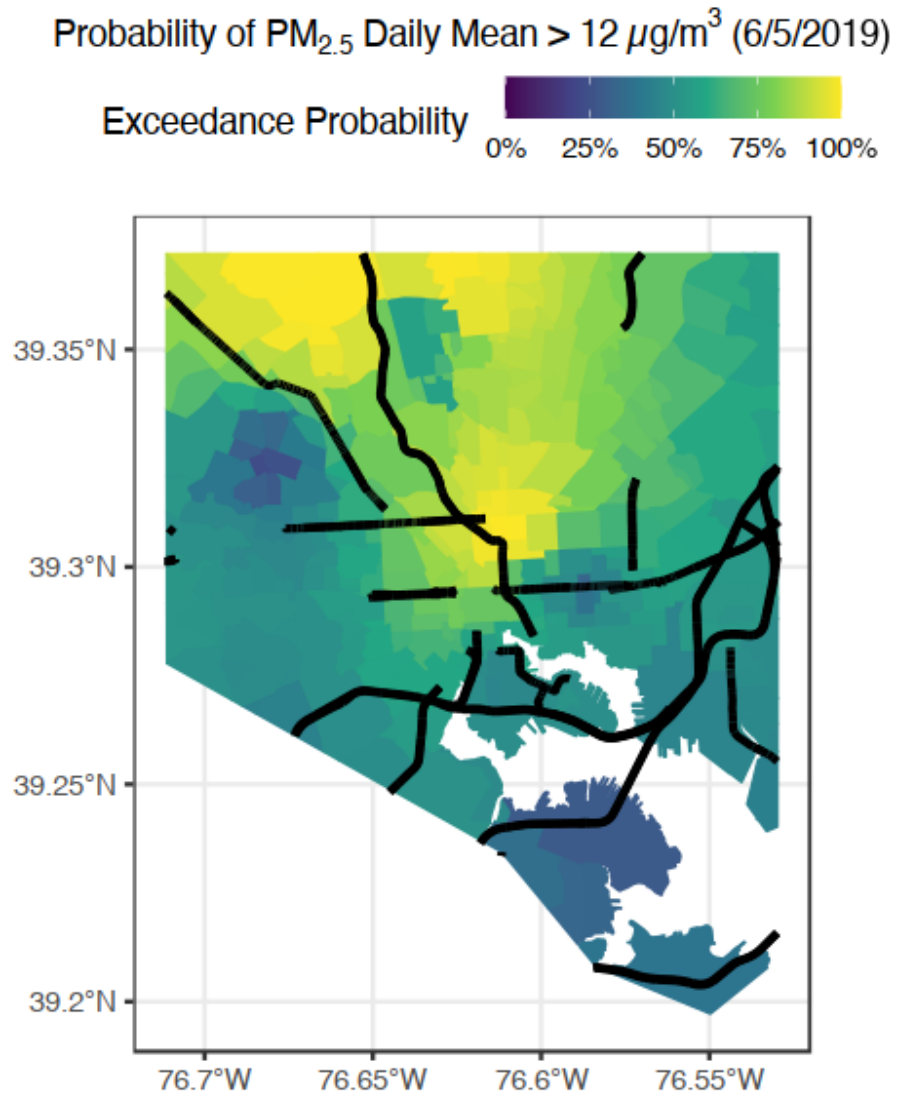 Probability of PM2.5 Daily Mean > 12 µg/m³ (6/5/2019)
Exceedance Probability
0% 25% 50% 75% 100%
39.35°N
39.3°N
39.25°N
39.2°N
76.7°W 76.65°W 76.6°W 76.55°W